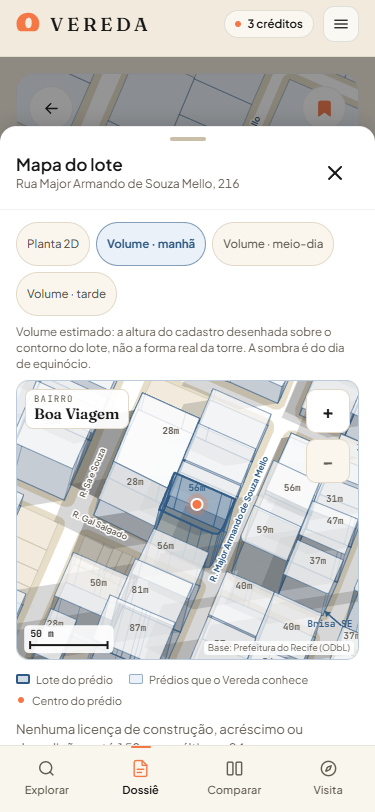 VEREDA
3 créditos
Mapa do lote
Rua Major Armando de Souza Mello, 216
Planta 2D
Volume · manhã
Volume · meio-dia
Volume · tarde
Volume estimado: a altura do cadastro desenhada sobre o
contorno do lote, não a forma real da torre. A sombra é do dia
de equinócio.
BAIRRO
Boa Viagem
+
−
28m
R. Sa e Souza
28m
56m
56m
31m
R. Major Armando de Souza Mello
47m
R. Gal Salgado
59m
56m
37m
50m
81m
40m
28m
87m
40m
Brisa SE
37m
50 m
Base: Prefeitura do Recife (ODbL)
Lote do prédio
Prédios que o Vereda conhece
Centro do prédio
Nenhuma licença de construção, acréscimo ou
Explorar
Dossiê
Comparar
Visita